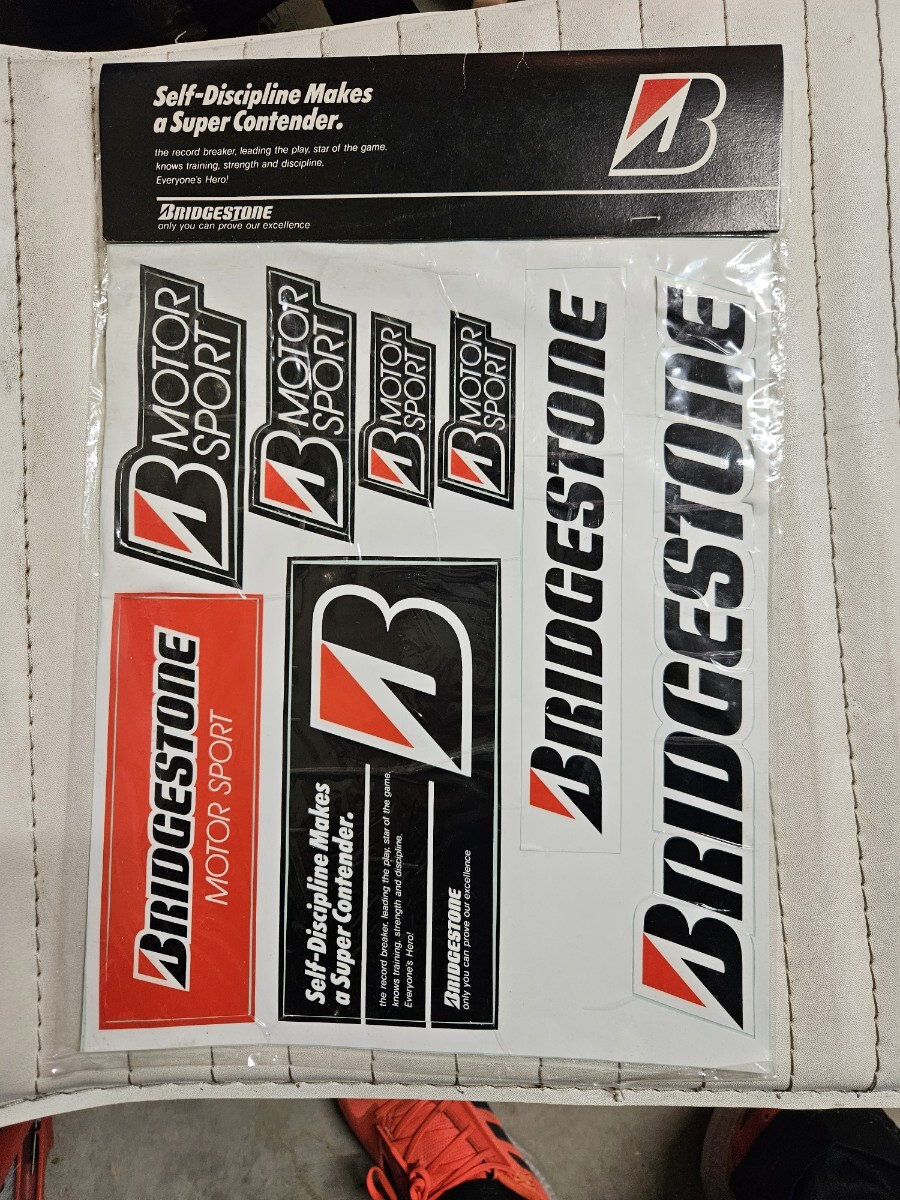 Self-Discipline Makes
a Super Contender.
the record breaker, leading the play, star of the game.
knows training, strength and discipline.
Everyone's Hero!
BRIDGESTONE
only you can prove our excellence
B
B MOTOR
SPORT
B MOTOR
SPORT
B MOTOR
SPORT
B MOTOR
SPORT
BRIDGESTONE
BRIDGESTONE
BRIDGESTONE
MOTOR SPORT
B
Self-Discipline Makes
a Super Contender.
the record breaker, leading the play, star of the game.
knows training, strength and discipline.
Everyone's Hero!
BRIDGESTONE
only you can prove our excellence